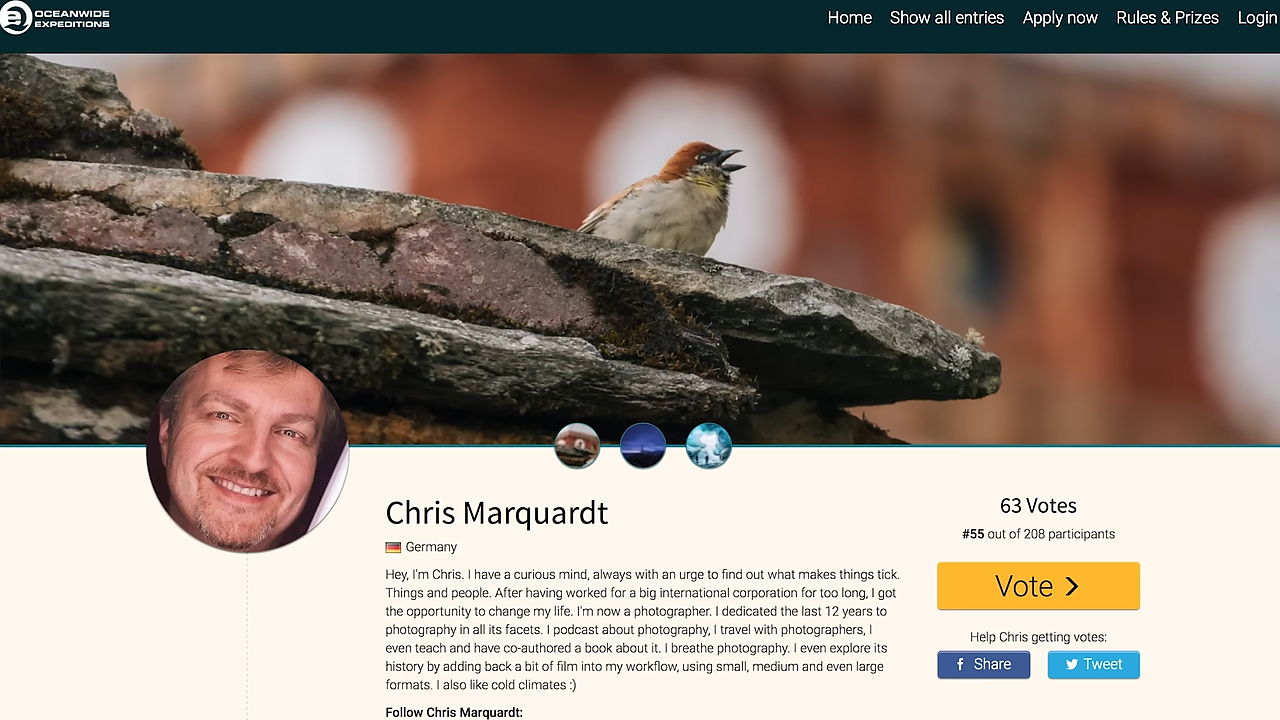 OCEANWIDE
EXPEDITIONS
Home Show all entries Apply now Rules & Prizes Login
Chris Marquardt
Germany
Hey, I'm Chris. I have a curious mind, always with an urge to find out what makes things tick.
Things and people. After having worked for a big international corporation for too long, I got
the opportunity to change my life. I'm now a photographer. I dedicated the last 12 years to
photography in all its facets. I podcast about photography, I travel with photographers, I
even teach and have co-authored a book about it. I breathe photography. I even explore its
history by adding back a bit of film into my workflow, using small, medium and even large
formats. I also like cold climates :)
Follow Chris Marquardt:
63 Votes
#55 out of 208 participants
Vote
Help Chris getting votes:
Share Tweet